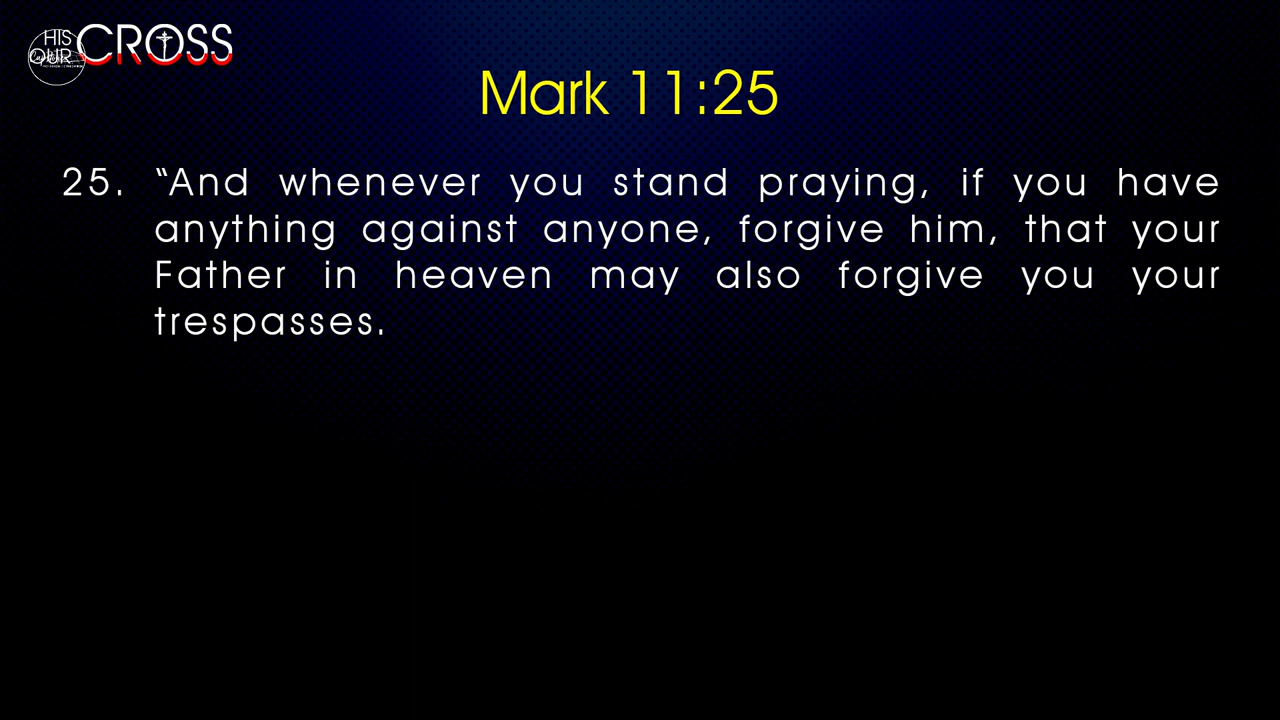 HIS
OUR CROSS
Mark 11:25
25. “And whenever you stand praying, if you have
anything against anyone, forgive him, that your
Father in heaven may also forgive you your
trespasses.